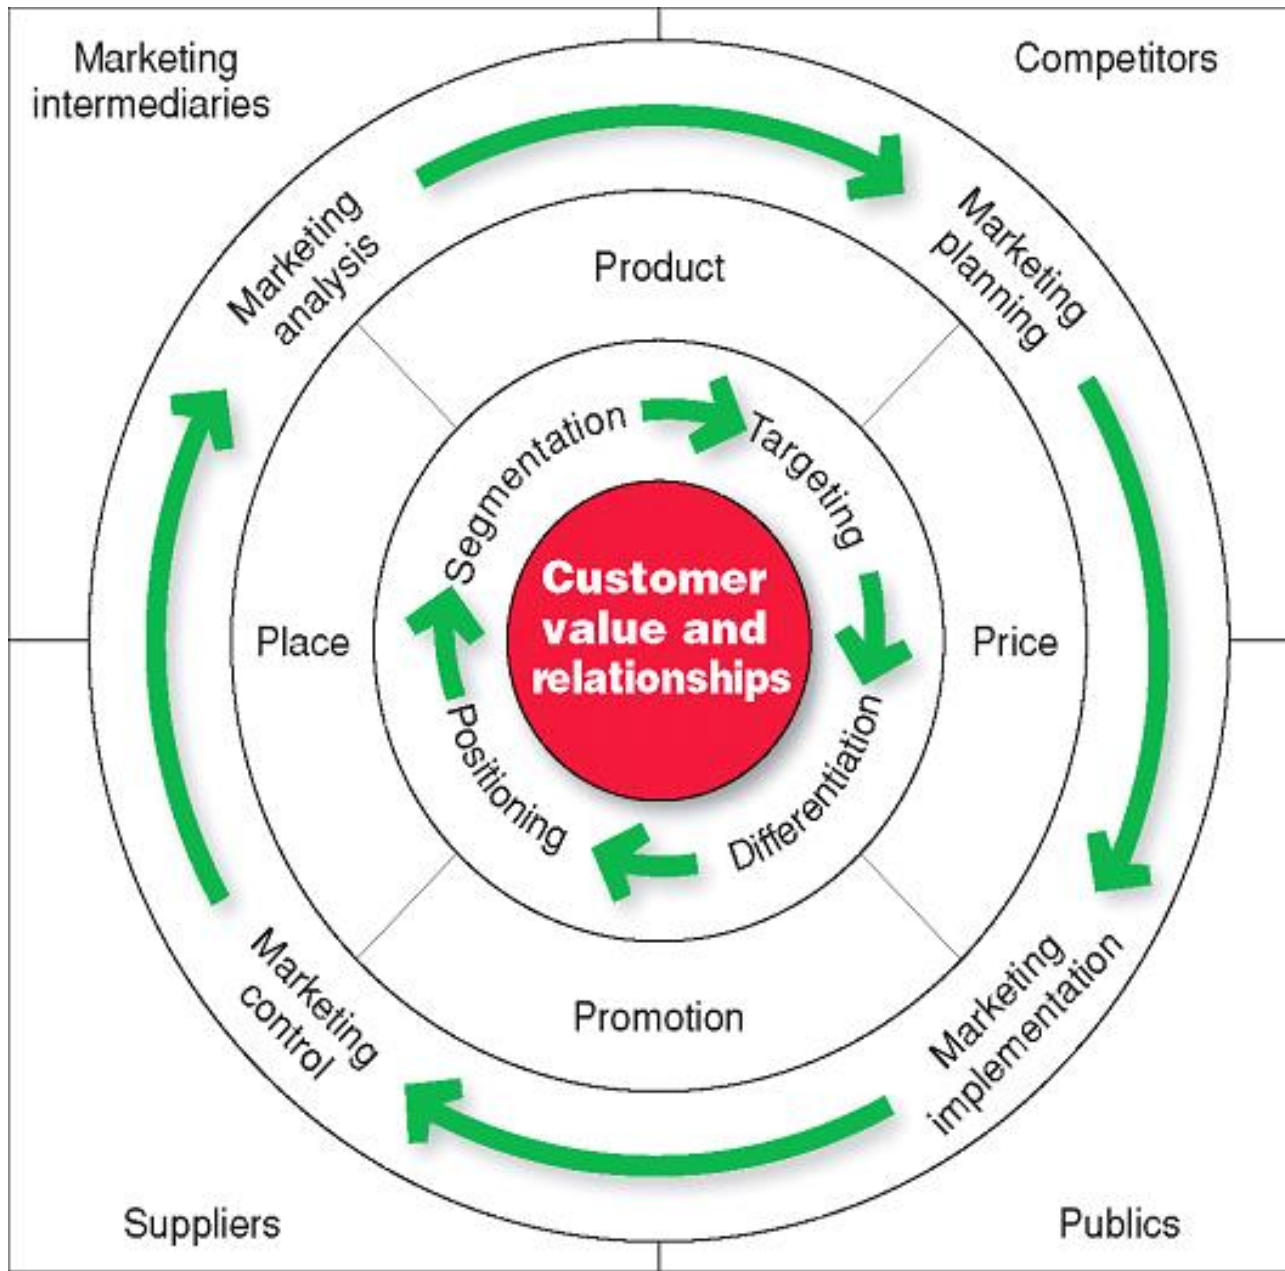 Marketing
intermediaries
Competitors
Marketing
analysis
Marketing
planning
Product
Segmentation
Targeting
Customer
value and
relationships
Place
Price
Positioning
Differentiation
Promotion
Marketing
control
Marketing
implementation
Suppliers
Publics